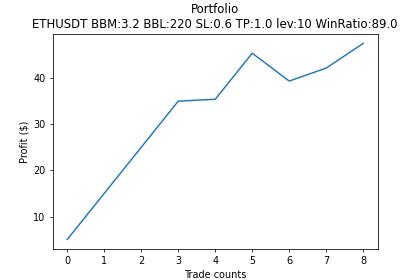 Portfolio
ETHUSDT BBM:3.2 BBL:220 SL:0.6 TP:1.0 lev:10 WinRatio:89.0
Profit ($)
40
30
20
10
0 1 2 3 4 5 6 7 8
Trade counts